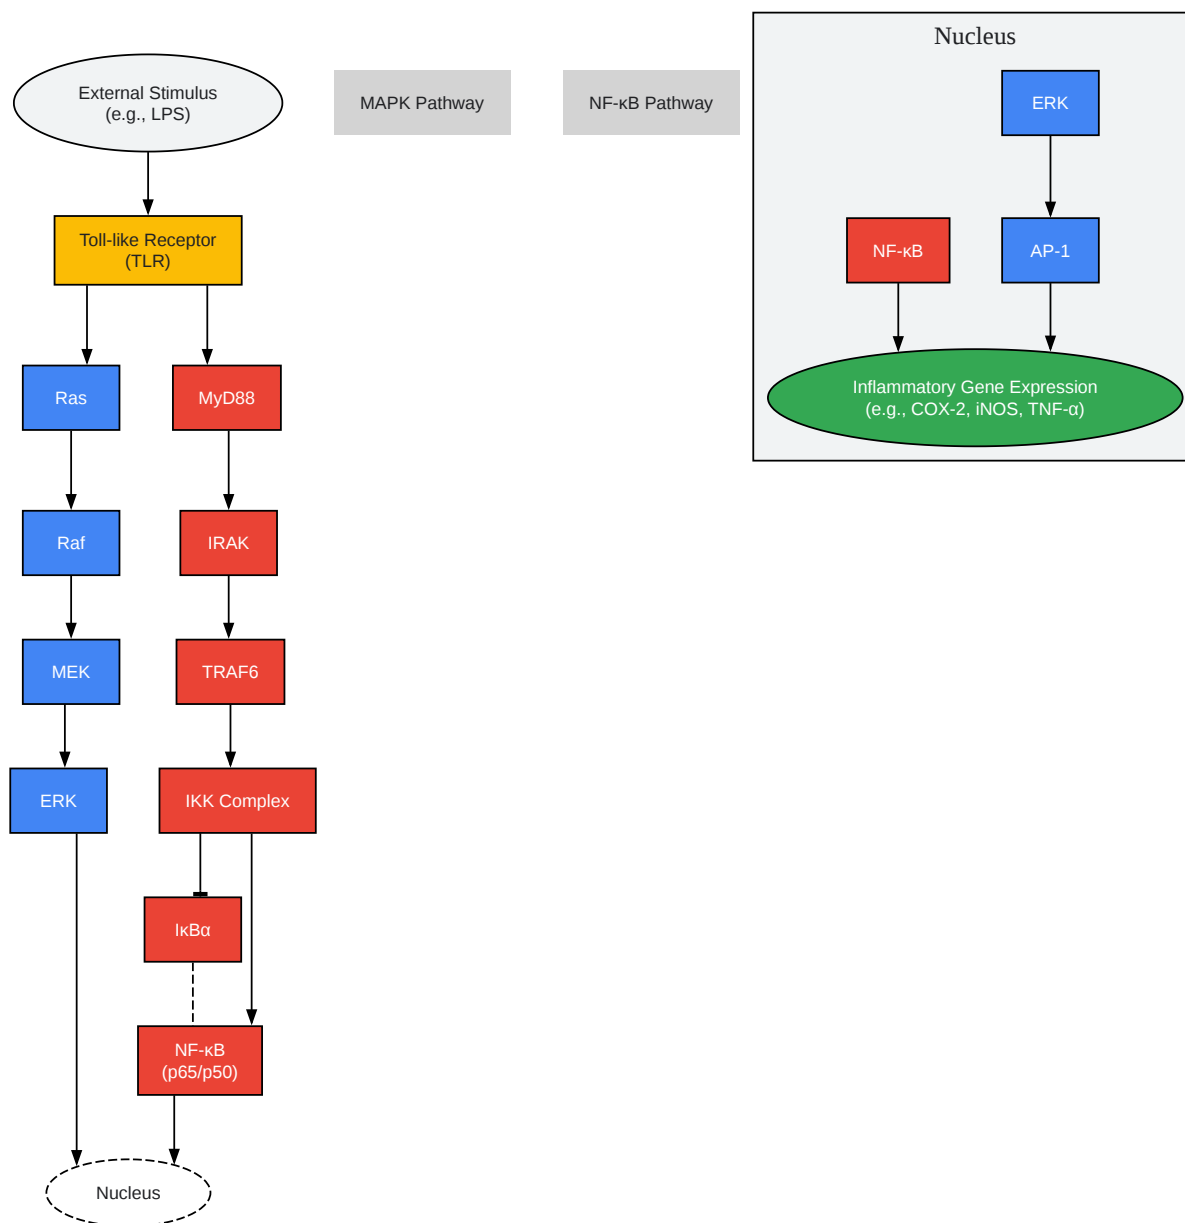 External Stimulus
(e.g., LPS)
MAPK Pathway
NF-κB Pathway
Nucleus
ERK
Toll-like Receptor
(TLR)
NF-κB
AP-1
Ras
MyD88
Inflammatory Gene Expression
(e.g., COX-2, iNOS, TNF-α)
Raf
IRAK
MEK
TRAF6
ERK
IKK Complex
IκBα
NF-κB
(p65/p50)
Nucleus